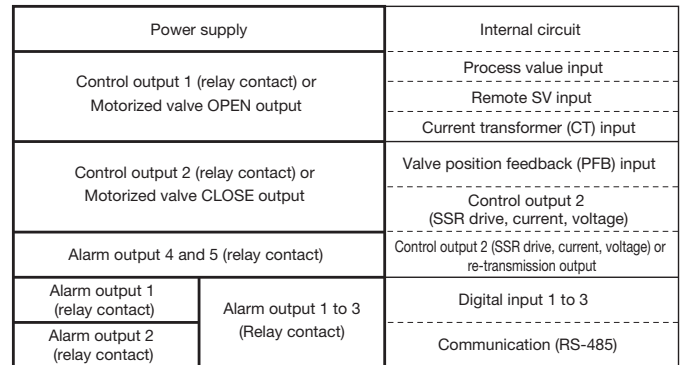 Power supply
Internal circuit
Control output 1 (relay contact) or
Motorized valve OPEN output
Process value input
Remote SV input
Current transformer (CT) input
Control output 2 (relay contact) or
Motorized valve CLOSE output
Valve position feedback (PFB) input
Control output 2
(SSR drive, current, voltage)
Alarm output 4 and 5 (relay contact)
Control output 2 (SSR drive, current, voltage) or
re-transmission output
Alarm output 1
(relay contact)
Alarm output 2
(relay contact)
Alarm output 1 to 3
(Relay contact)
Digital input 1 to 3
Communication (RS-485)